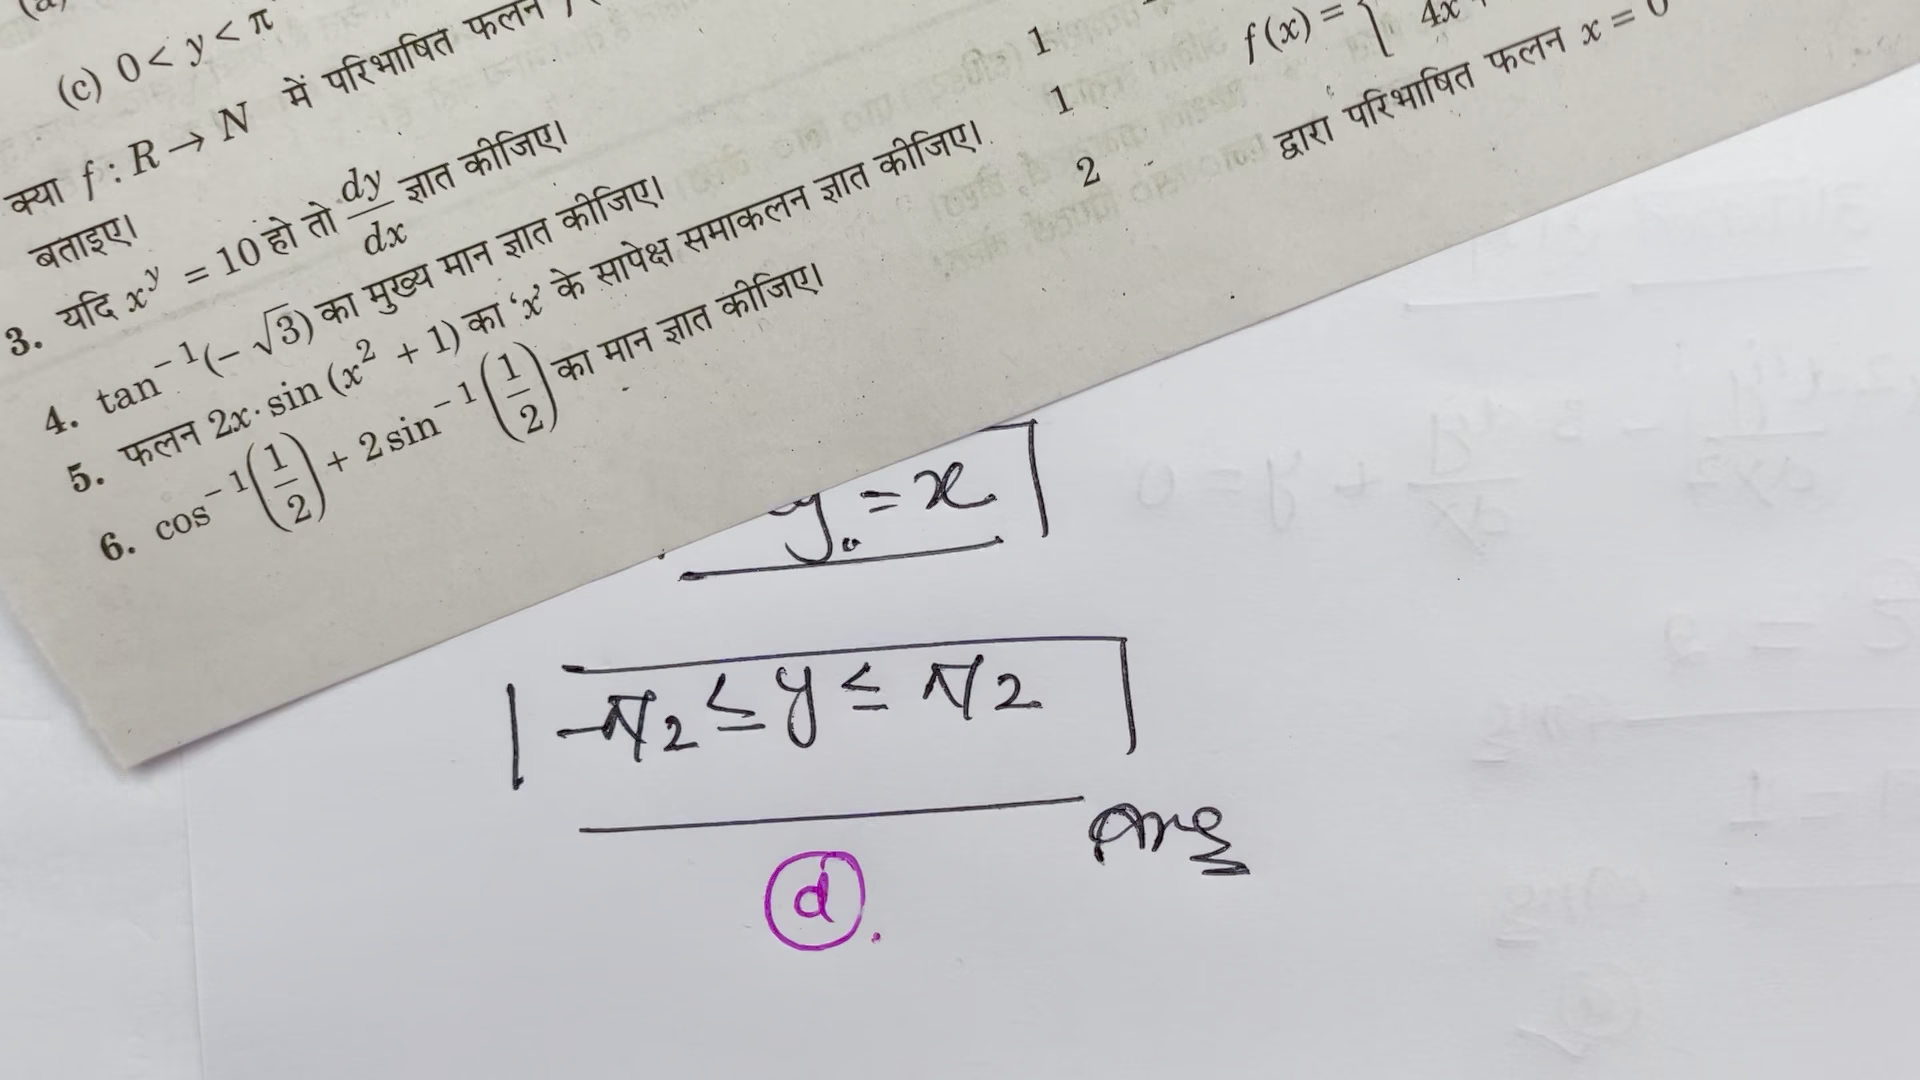 (c) 0 < y < π
क्या f : R → N में परिभाषित फलन
बताइए।
3. यदि x^y = 10 हो तो dy/dx ज्ञात कीजिए। 1
4. tan⁻¹(− √3) का मुख्य मान ज्ञात कीजिए। 1
5. फलन 2x· sin (x² + 1) का ‘x’ के सापेक्ष समाकलन ज्ञात कीजिए। 2
6. cos⁻¹(1/2) + 2 sin⁻¹(1/2) का मान ज्ञात कीजिए।
f(x) = { 4x
द्वारा परिभाषित फलन x = 0
y = x
-π/2 ≤ y ≤ π/2
Ans
d